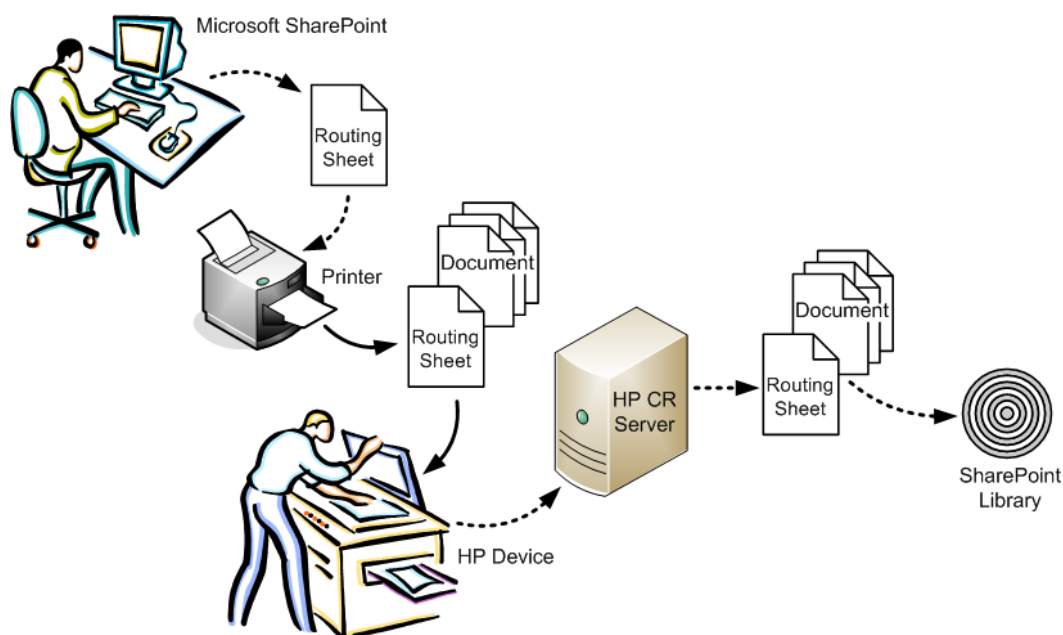 Microsoft SharePoint
Routing
Sheet
Printer
Document
Routing
Sheet
HP Device
HP CR
Server
Document
Routing
Sheet
SharePoint
Library